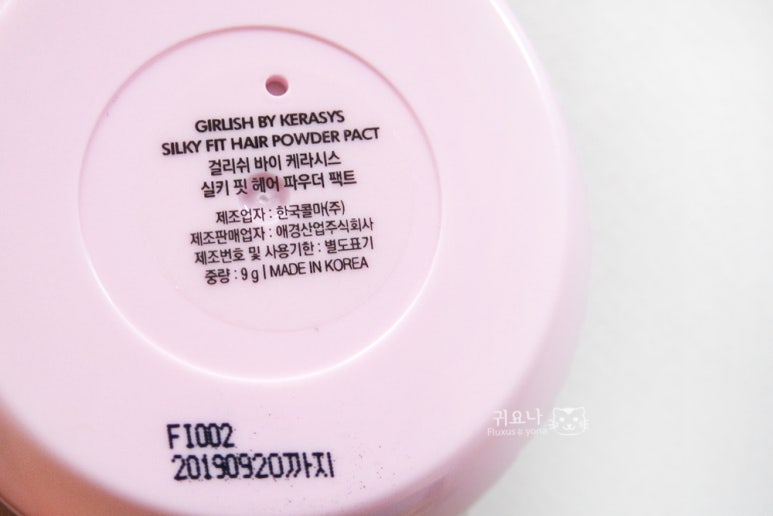 GIRLISH BY KERASYS
SILKY FIT HAIR POWDER PACT
걸리쉬 바이 케라시스
실키 핏 헤어 파우더 팩트
제조업자 : 한국콜마(주)
제조판매업자 : 애경산업주식회사
제조번호 및 사용기한 : 별도표기
중량 : 9 g | MADE IN KOREA
FI002
20190920까지
귀요나
Fluxus e yona